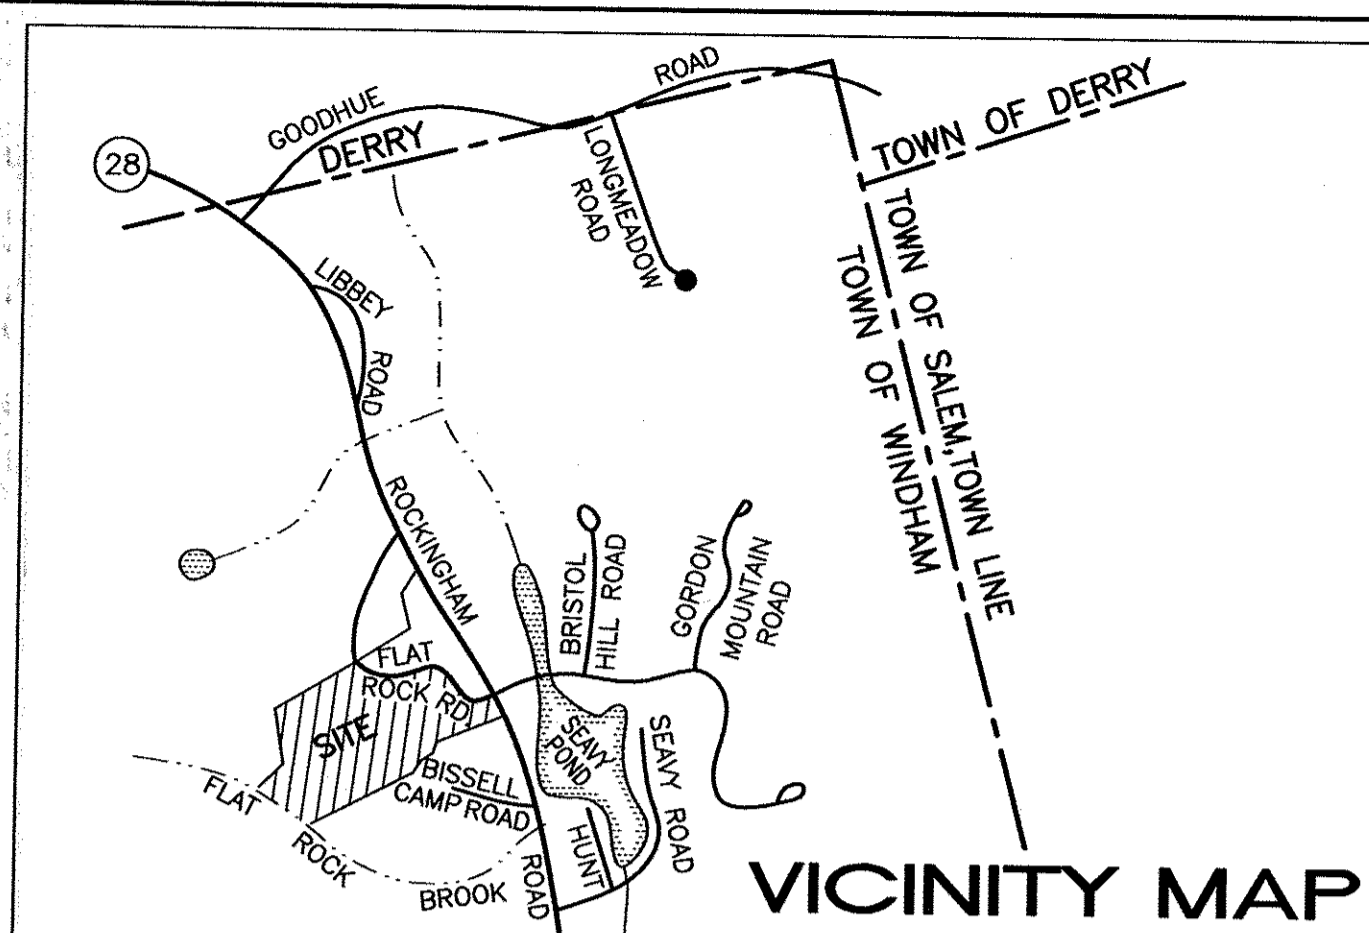 GOODHUE
ROAD
28
DERRY
TOWN OF DERRY
LONGMEADOW
ROAD
TOWN OF SALEM,TOWN LINE
TOWN OF WINDHAM
LIBBEY
ROAD
ROCKINGHAM
BRISTOL
HILL ROAD
GORDON
MOUNTAIN
ROAD
FLAT
ROCK RD.
SITE
SEAVY
POND
SEAVY ROAD
BISSELL
CAMP ROAD
FLAT
ROCK
BROOK
HUNT
ROAD
VICINITY MAP